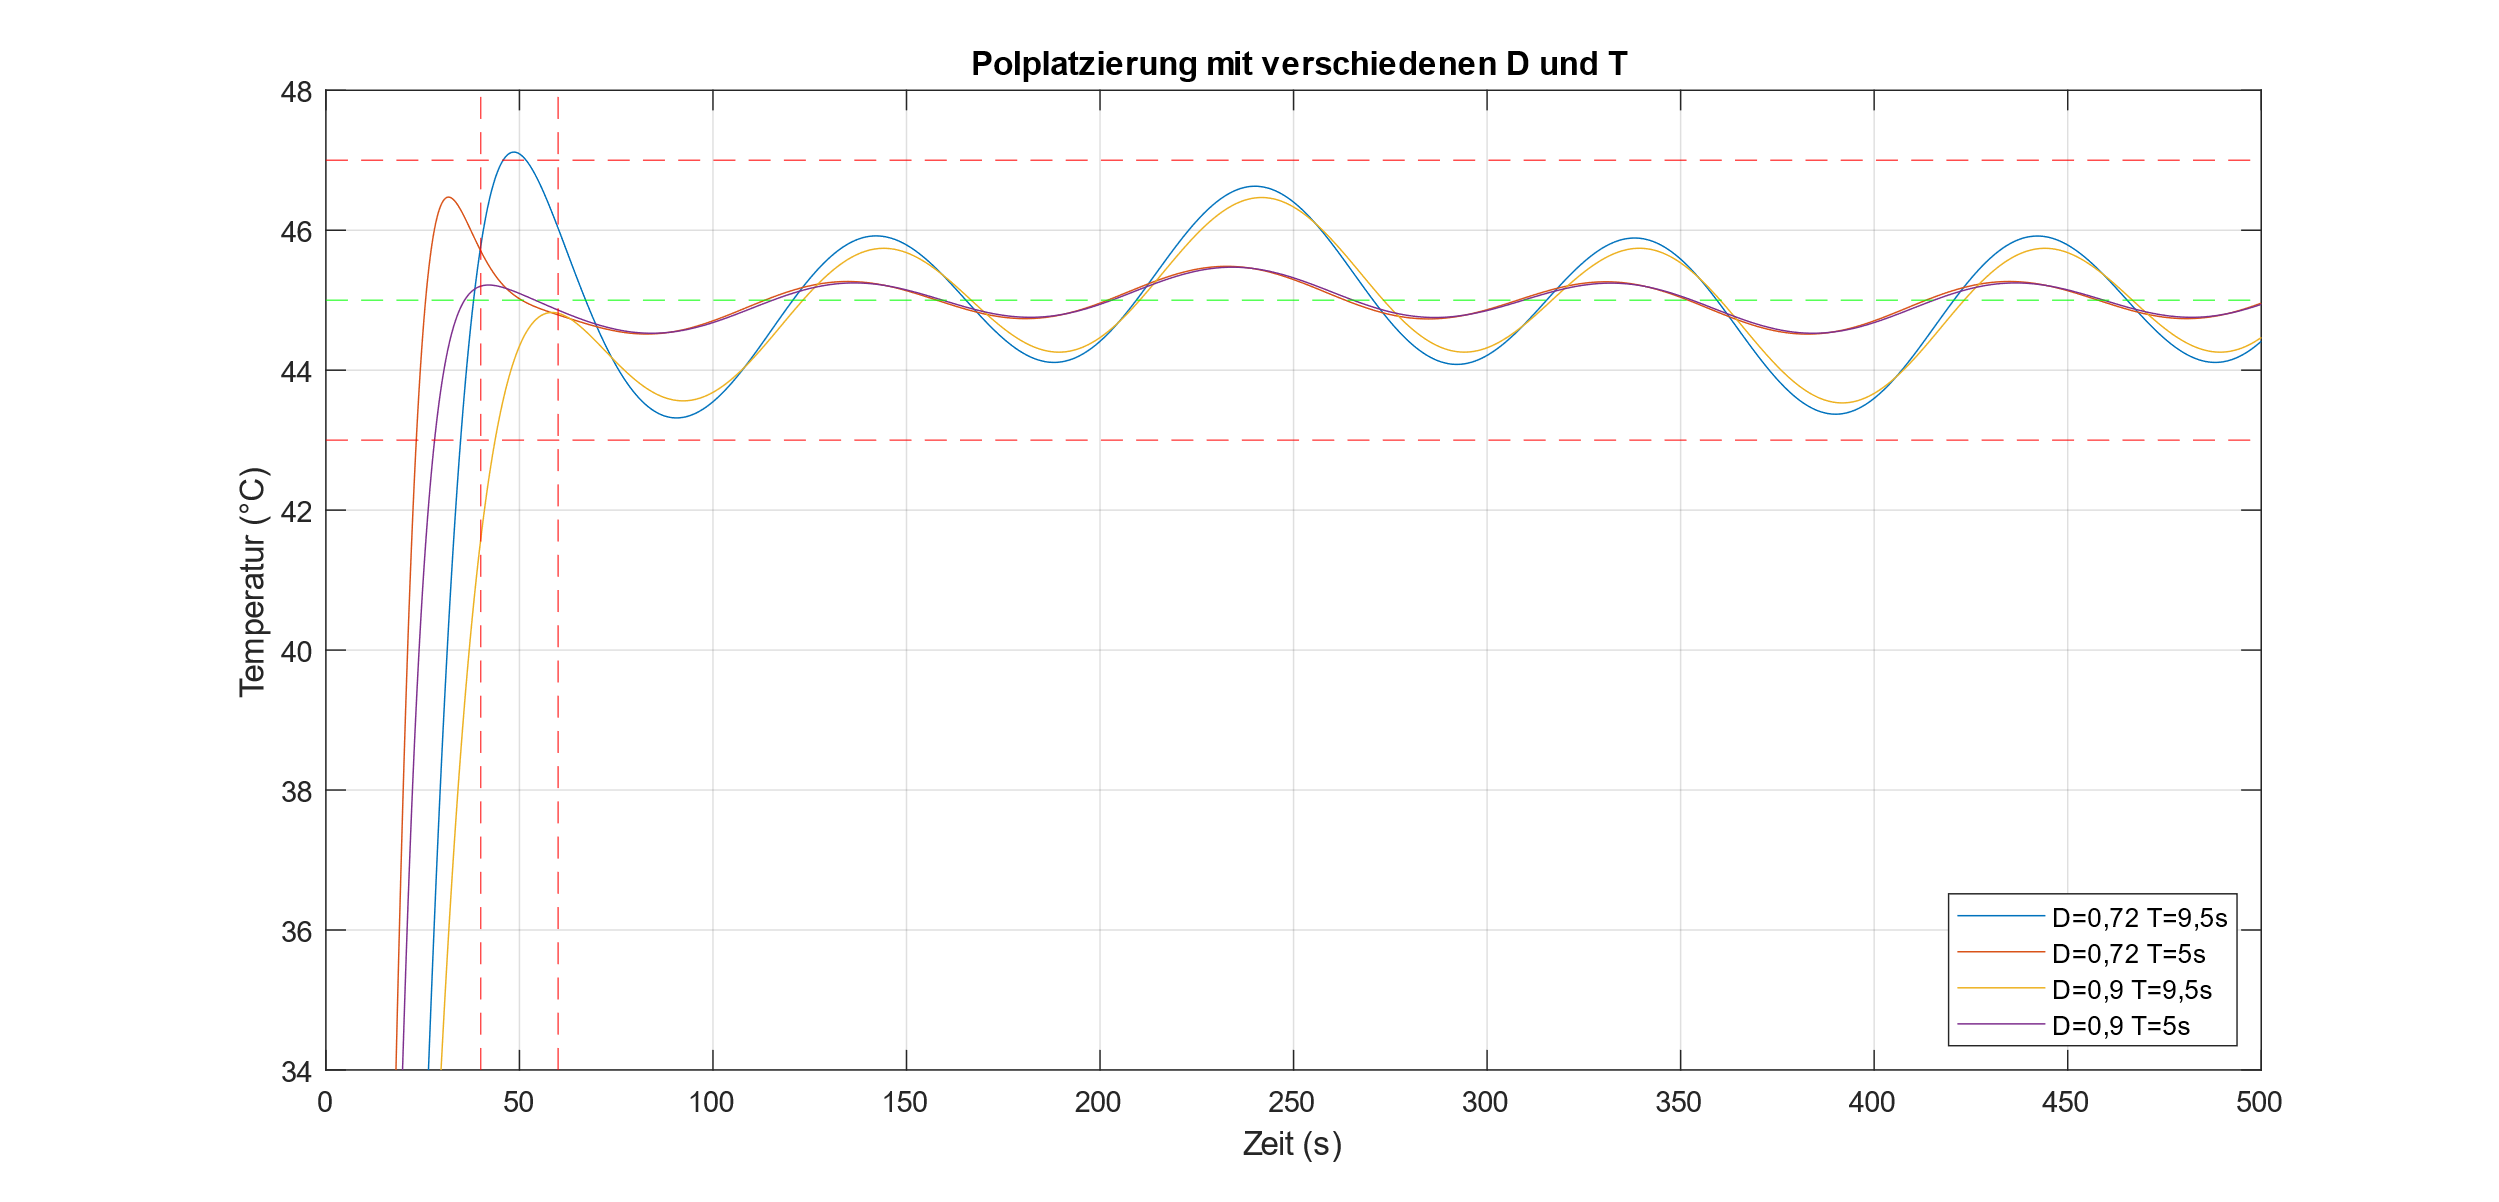 Polplatzierung mit verschiedenen D und T
48
46
44
42
40
38
36
34
Temperatur (°C)
0 50 100 150 200 250 300 350 400 450 500
Zeit (s)
D=0,72 T=9,5s
D=0,72 T=5s
D=0,9 T=9,5s
D=0,9 T=5s